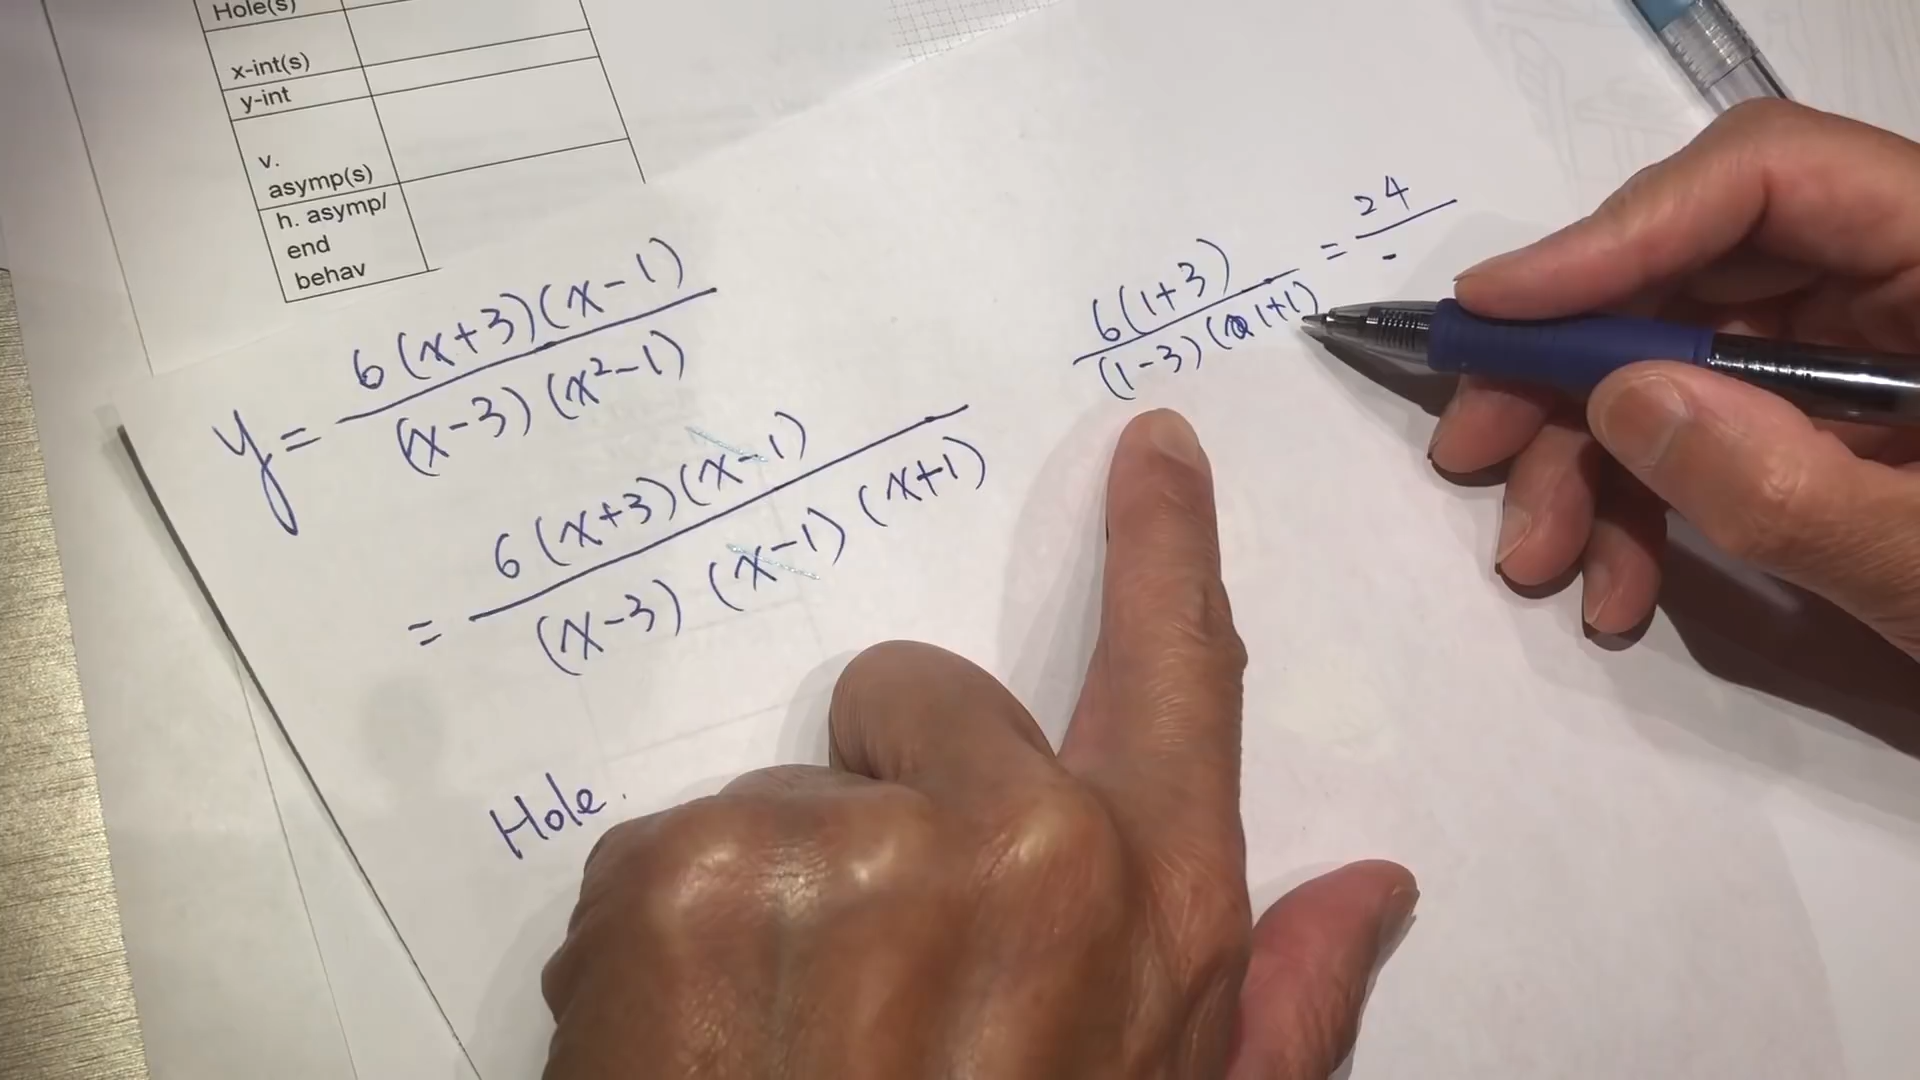 Hole(s)
x-int(s)
y-int
v.
asymp(s)
h. asymp/
end
behav
y = 6(x+3)(x-1) / (x-3)(x²-1)
= 6(x+3)(x-1) / (x-3)(x-1)(x+1)
6(1+3) / (1-3)(1+1) = 24 / -
Hole.